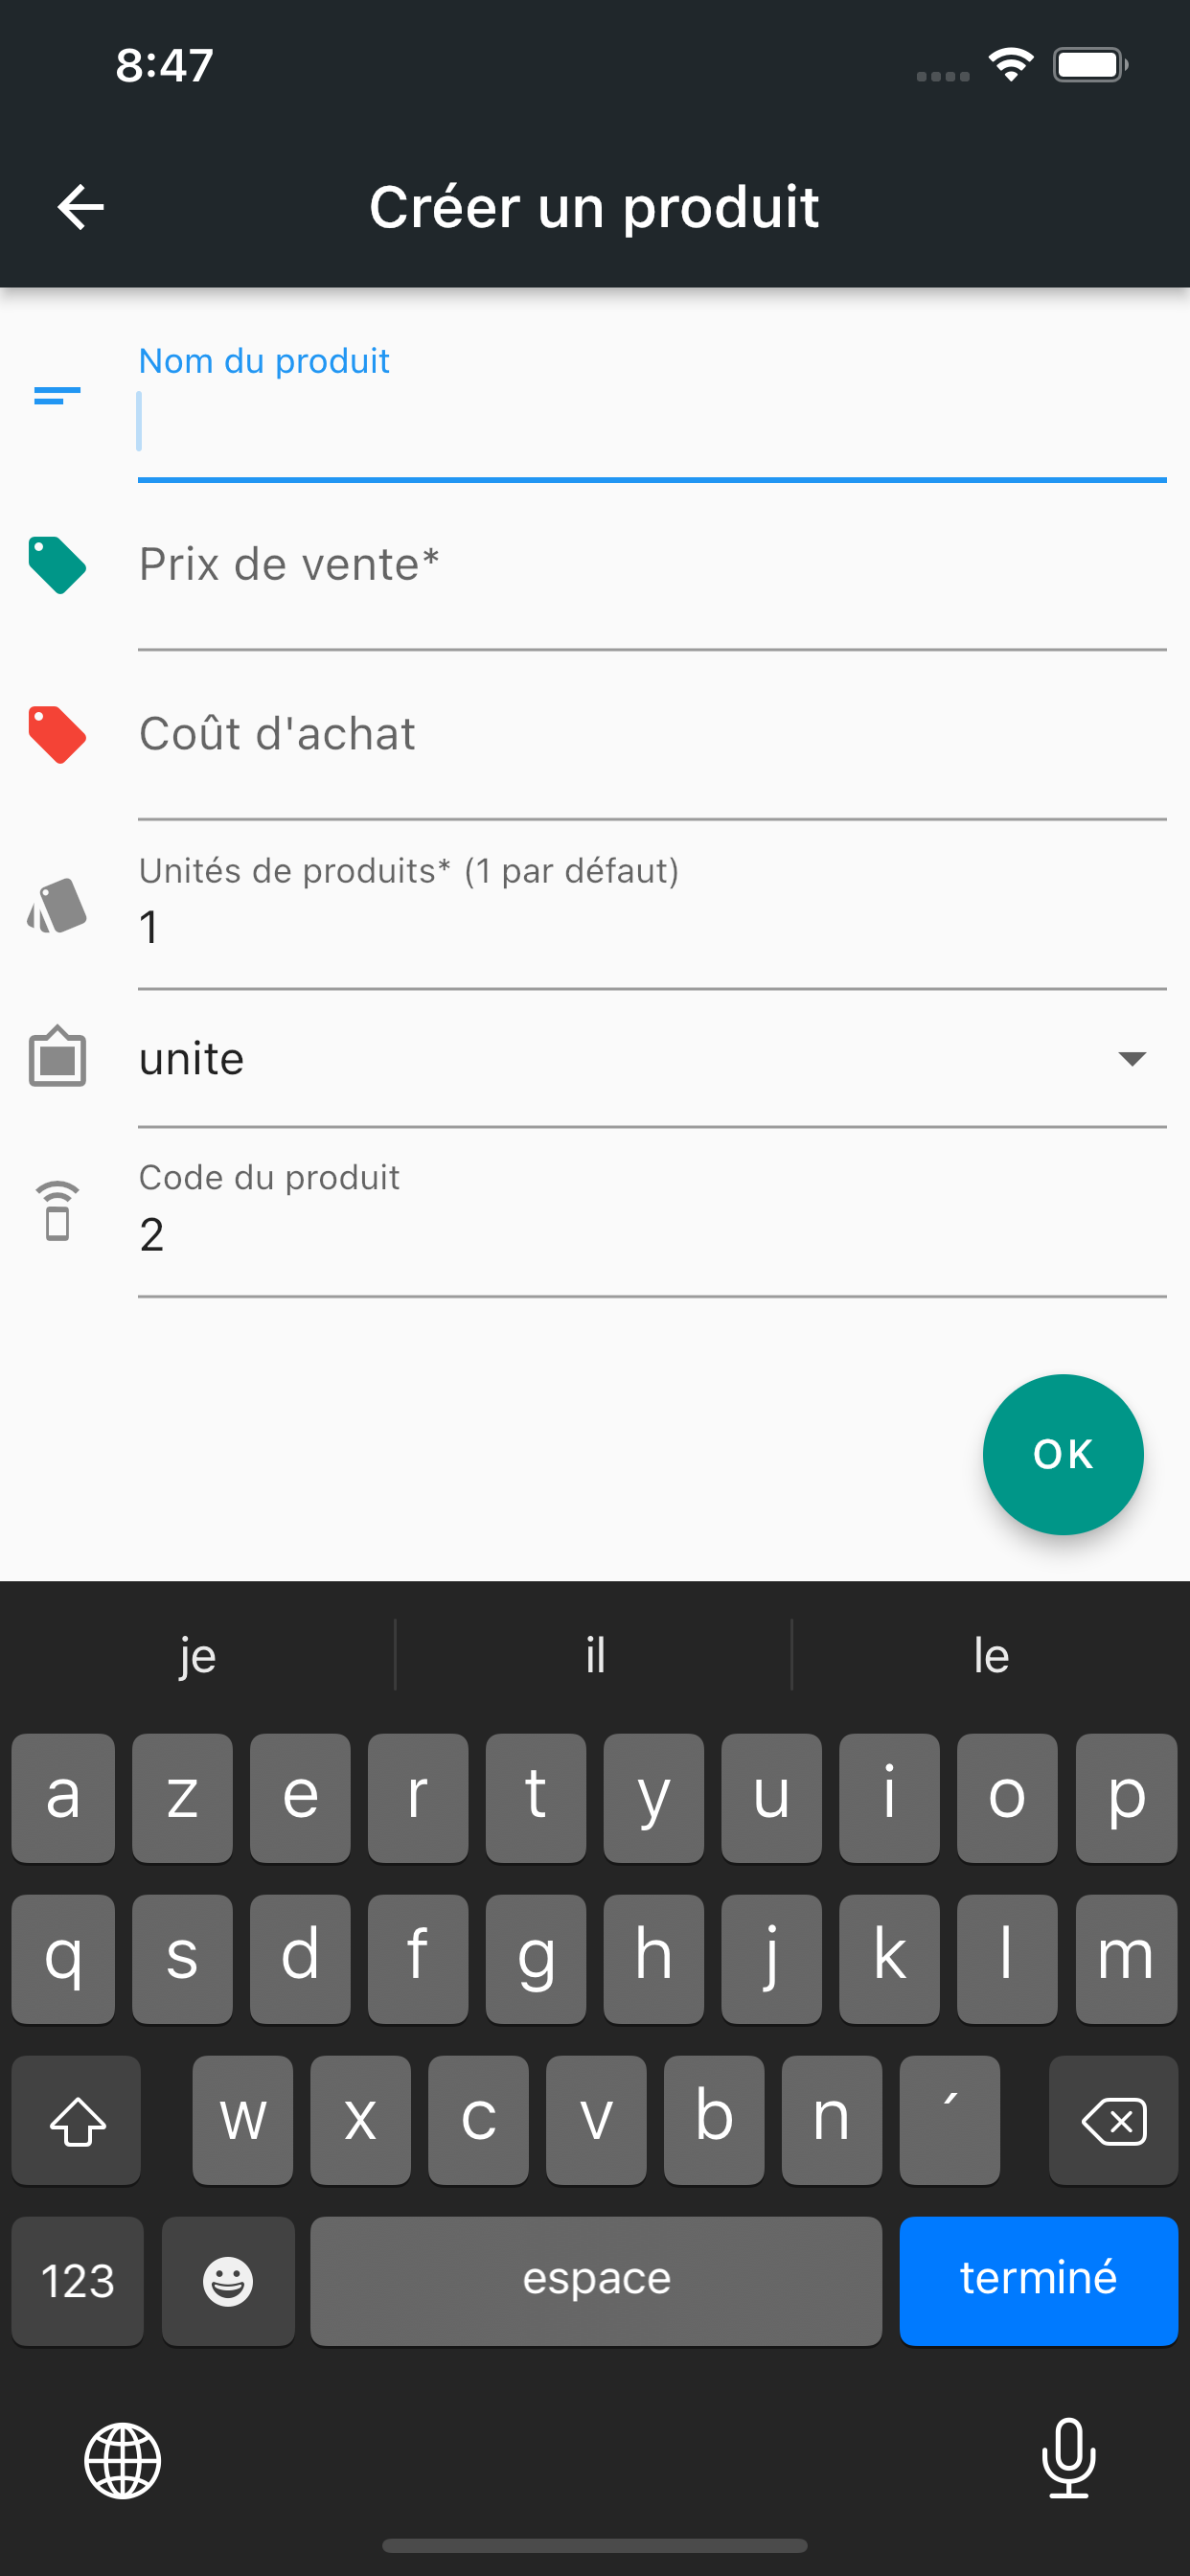 8:47
Créer un produit
Nom du produit
Prix de vente*
Coût d'achat
Unités de produits* (1 par défaut)
1
unite
Code du produit
2
OK
je il le
a z e r t y u i o p
q s d f g h j k l m
w x c v b n ´
123 espace terminé